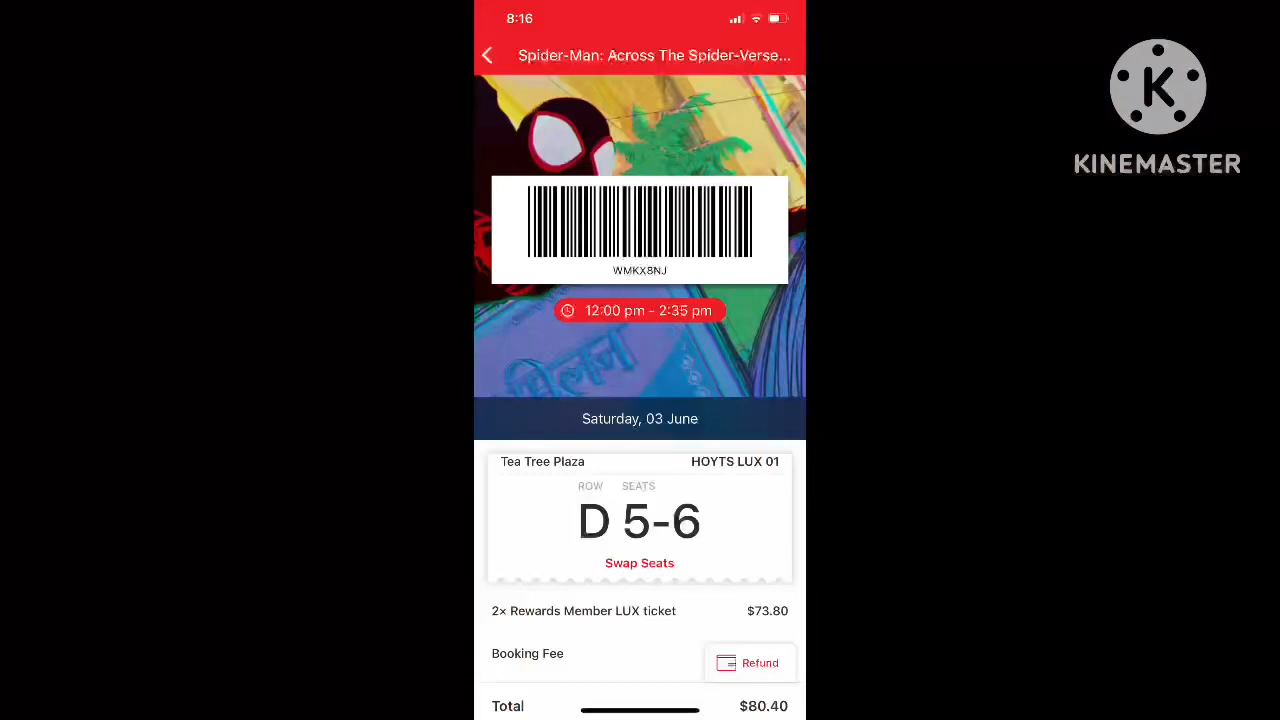 8:16
Spider-Man: Across The Spider-Verse...
K
KINEMASTER
WMKX8NJ
12:00 pm - 2:35 pm
मिलन
Saturday, 03 June
Tea Tree Plaza HOYTS LUX 01
ROW SEATS
D 5-6
Swap Seats
2× Rewards Member LUX ticket $73.80
Booking Fee
Refund
Total $80.40